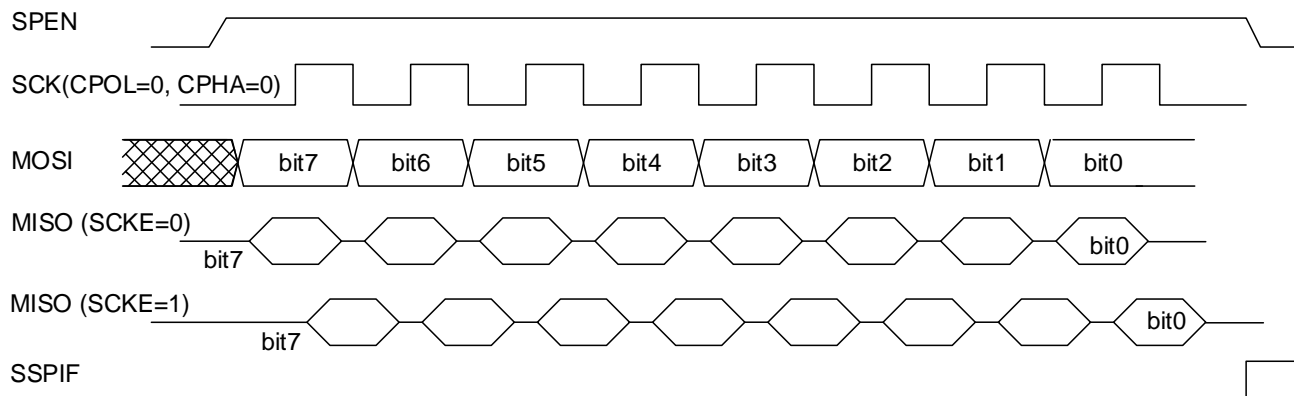 SPEN
SCK(CPOL=0, CPHA=0)
MOSI bit7 bit6 bit5 bit4 bit3 bit2 bit1 bit0
MISO (SCKE=0)
bit7 bit0
MISO (SCKE=1)
bit7 bit0
SSPIF